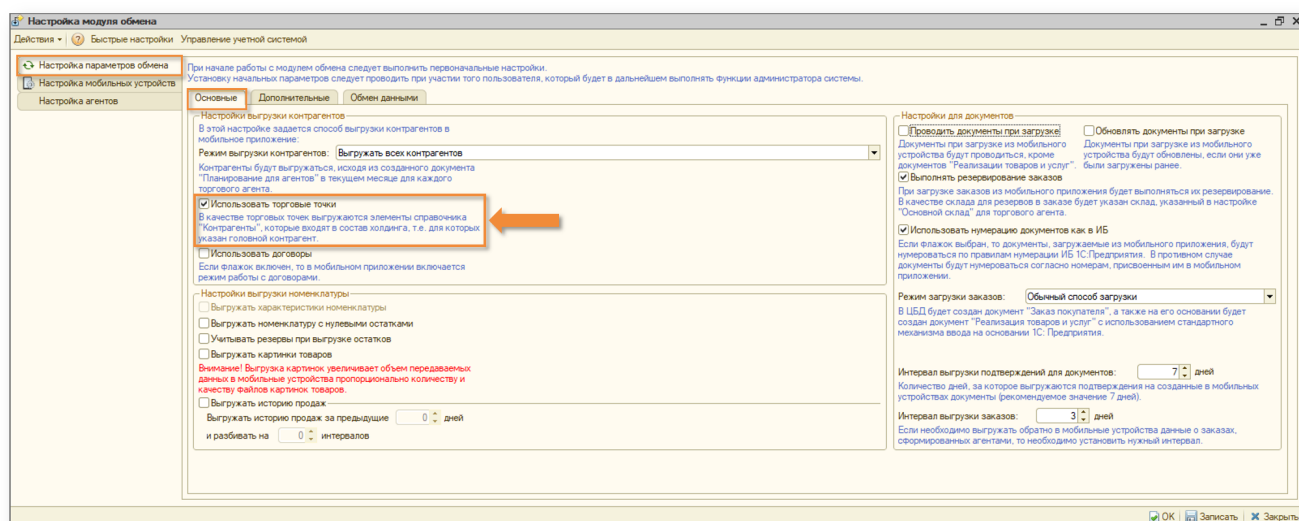 Настройка модуля обмена
Действия
Быстрые настройки
Управление учетной системой
Настройка параметров обмена
Настройка мобильных устройств
Настройка агентов
При начале работы с модулем обмена следует выполнить первоначальные настройки.
Установку начальных параметров следует проводить при участии того пользователя, который будет в дальнейшем выполнять функции администратора системы.
Основные
Дополнительные
Обмен данными
Настройки выгрузки контрагентов
В этой настройке задается способ выгрузки контрагентов в
мобильное приложение:
Режим выгрузки контрагентов: Выгружать всех контрагентов
Контрагенты будут выгружаться, исходя из созданного документа
"Планирование для агентов" в текущем месяце для каждого
торгового агента.
Использовать торговые точки
В качестве торговых точек выгружаются элементы справочника
"Контрагенты", которые входят в состав холдинга, т.е. для которых
указан головной контрагент.
Использовать договоры
Если флажок включен, то в мобильном приложении включается
режим работы с договорами.
Настройки выгрузки номенклатуры
Выгружать характеристики номенклатуры
Выгружать номенклатуру с нулевыми остатками
Учитывать резервы при выгрузке остатков
Выгружать картинки товаров
Внимание! Выгрузка картинок увеличивает объем передаваемых
данных в мобильные устройства пропорционально количеству и
качеству файлов картинок товаров.
Выгружать историю продаж
Выгружать историю продаж за предыдущие 0 дней
и разбивать на 0 интервалов
Настройки для документов
Проводить документы при загрузке
Документы при загрузке из мобильного
устройства будут проводиться, кроме
документов "Реализации товаров и услуг".
Обновлять документы при загрузке
Документы при загрузке из мобильного
устройства будут обновлены, если они уже
были загружены ранее.
Выполнять резервирование заказов
При загрузке заказов из мобильного приложения будет выполняться их резервирование.
В качестве склада для резервов в заказе будет указан склад, указанный в настройке
"Основной склад" для торгового агента.
Использовать нумерацию документов как в ИБ
Если флажок выбран, то документы, загружаемые из мобильного приложения, будут
нумероваться по правилам нумерации ИБ 1С:Предприятия. В противном случае
документы будут нумероваться согласно номерам, присвоенным им в мобильном
приложении.
Режим загрузки заказов: Обычный способ загрузки
В ЦБД будет создан документ "Заказ покупателя", а также на его основании будет
создан документ "Реализация товаров и услуг" с использованием стандартного
механизма ввода на основании 1С: Предприятия.
Интервал выгрузки подтверждений для документов: 7 дней
Количество дней, за которое выгружаются подтверждения на созданные в мобильных
устройствах документы (рекомендуемое значение 7 дней).
Интервал выгрузки заказов: 3 дней
Если необходимо выгружать обратно в мобильные устройства данные о заказах,
сформированных агентами, то необходимо установить нужный интервал.
OK
Записать
Закрыть